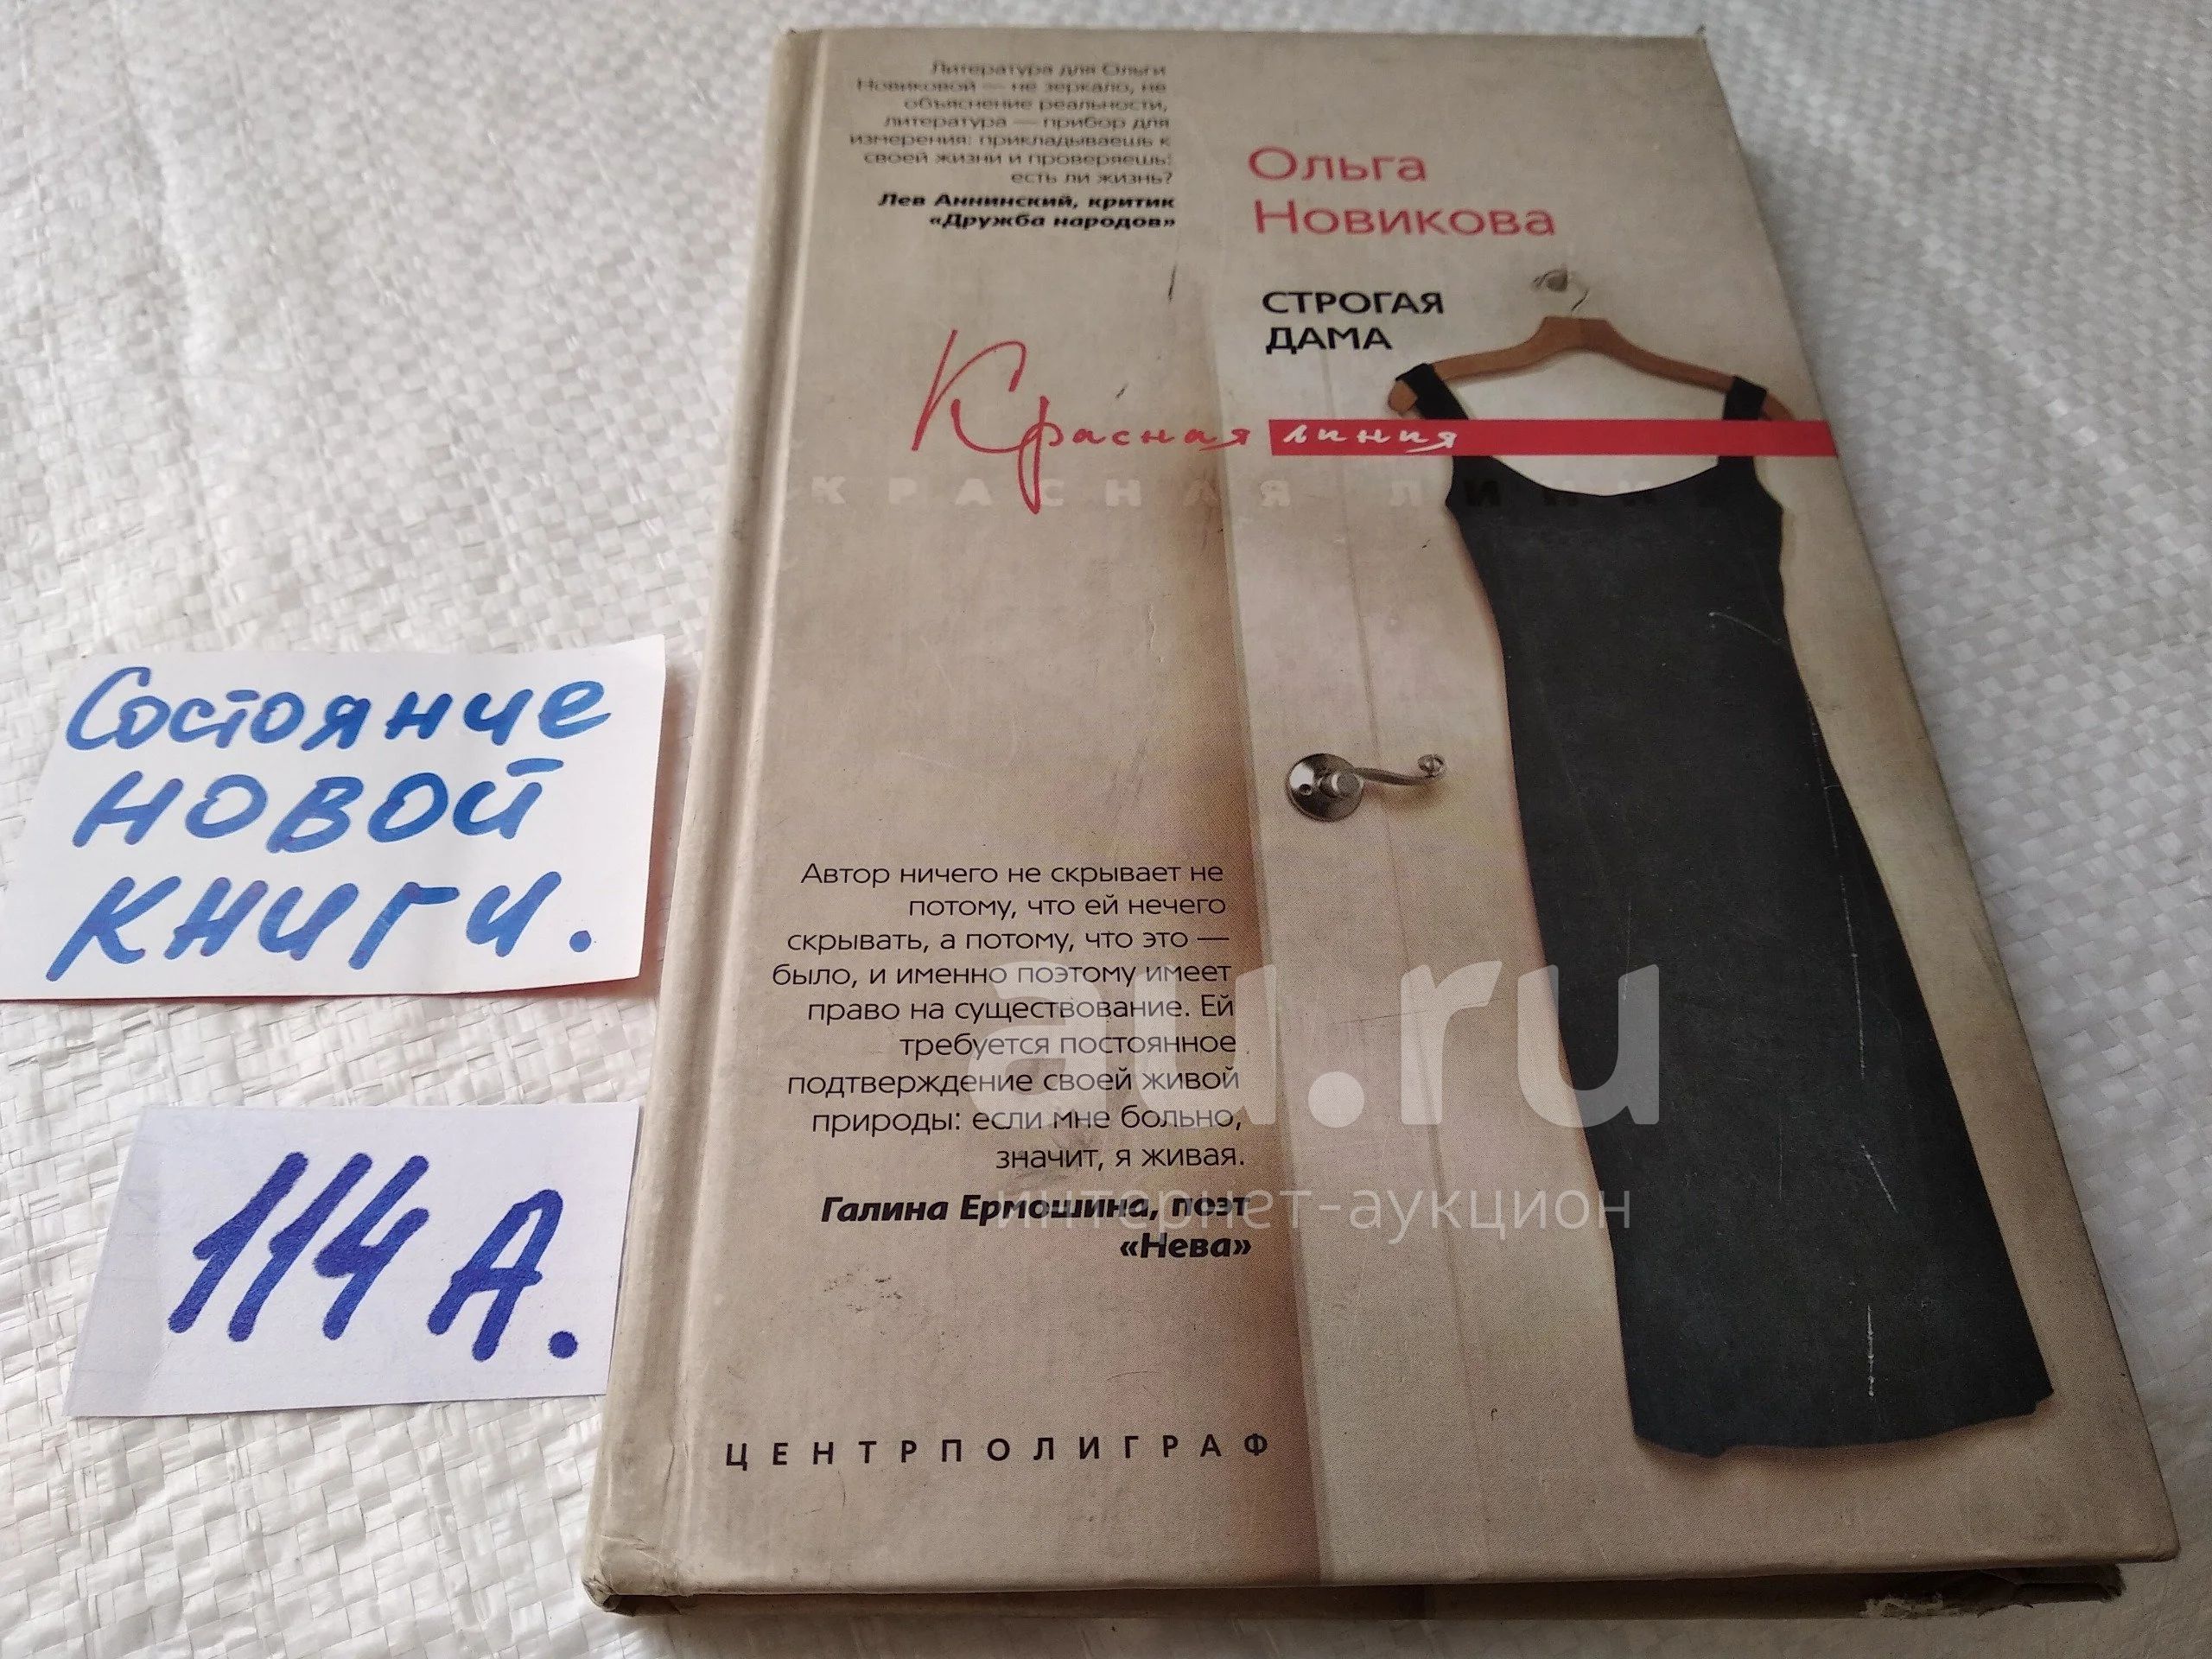 Литература для Ольги
Новиковой — не зеркало, не
объяснение реальности,
литература — прибор для
измерения: прикладываешь к
своей жизни и проверяешь:
есть ли жизнь?
Лев Аннинский, критик
«Дружба народов»
Ольга
Новикова
СТРОГАЯ
ДАМА
Красная линия
КРАСНАЯ ЛИНИЯ
Состояние
новой
книги.
114 А.
Автор ничего не скрывает не
потому, что ей нечего
скрывать, а потому, что это —
было, и именно поэтому имеет
право на существование. Ей
требуется постоянное
подтверждение своей живой
природы: если мне больно,
значит, я живая.
Галина Ермошина, поэт
«Нева»
au.ru
интернет-аукцион
ЦЕНТРПОЛИГРАФ